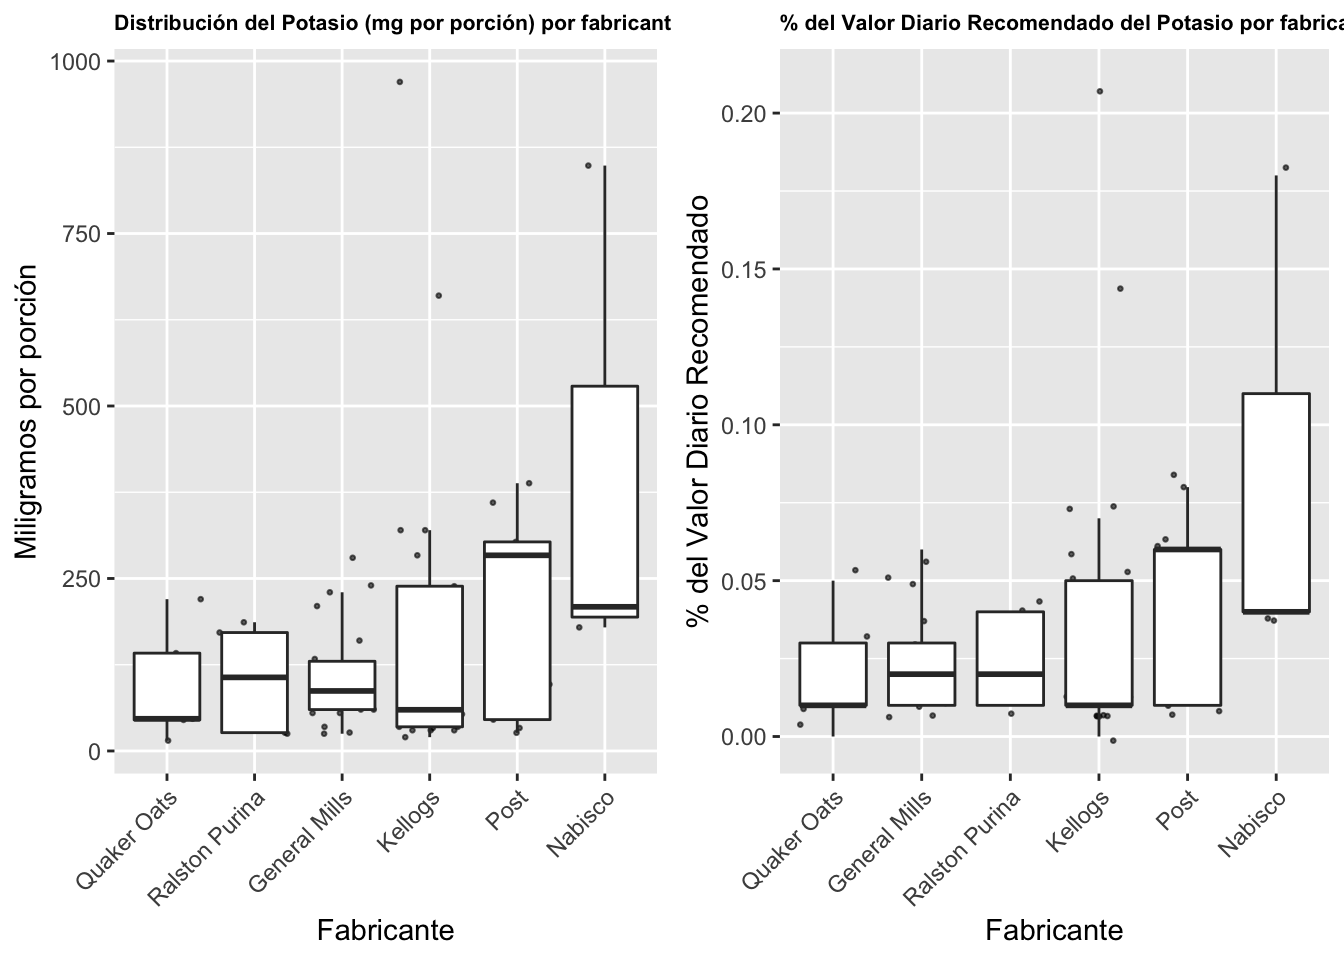 Distribución del Potasio (mg por porción) por fabricant
Miligramos por porción
1000
750
500
250
0
Quaker Oats
Ralston Purina
General Mills
Kellogs
Post
Nabisco
Fabricante
% del Valor Diario Recomendado del Potasio por fabrica
% del Valor Diario Recomendado
0.20
0.15
0.10
0.05
0.00
Quaker Oats
General Mills
Ralston Purina
Kellogs
Post
Nabisco
Fabricante